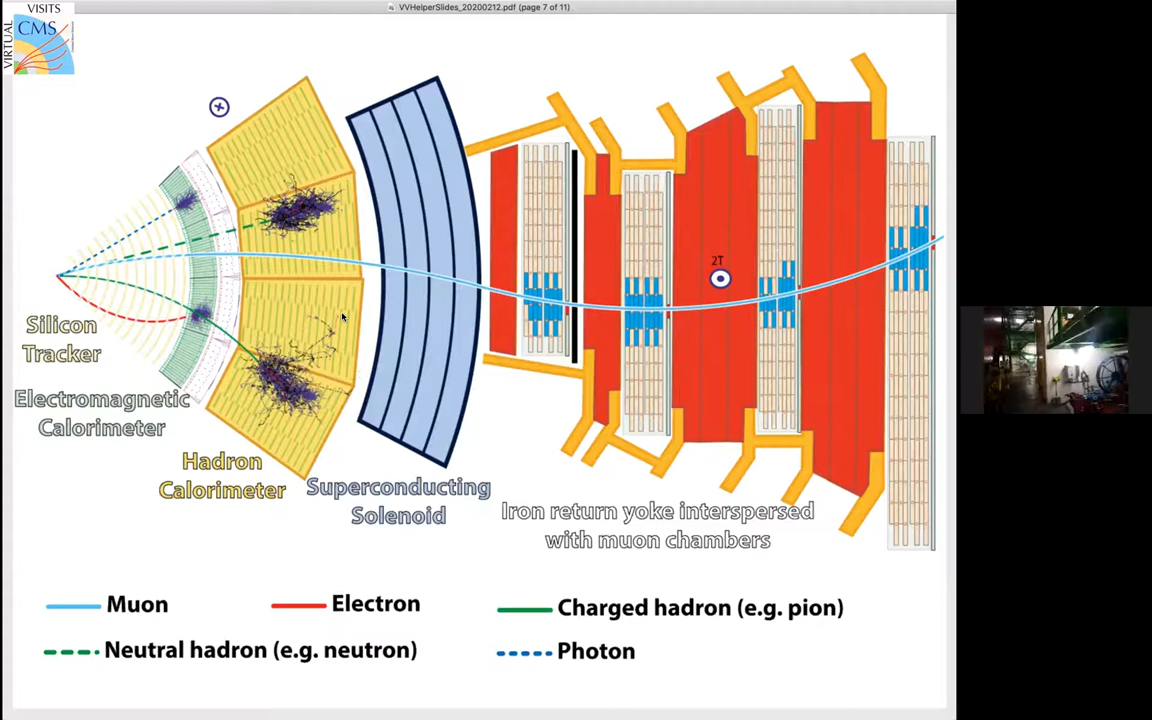 VVHelperSlides_20200212.pdf (page 7 of 11)
VISITS
VIRTUAL
CMS
2T
Silicon
Tracker
Electromagnetic
Calorimeter
Hadron
Calorimeter
Superconducting
Solenoid
Iron return yoke interspersed
with muon chambers
Muon
Electron
Charged hadron (e.g. pion)
Neutral hadron (e.g. neutron)
Photon